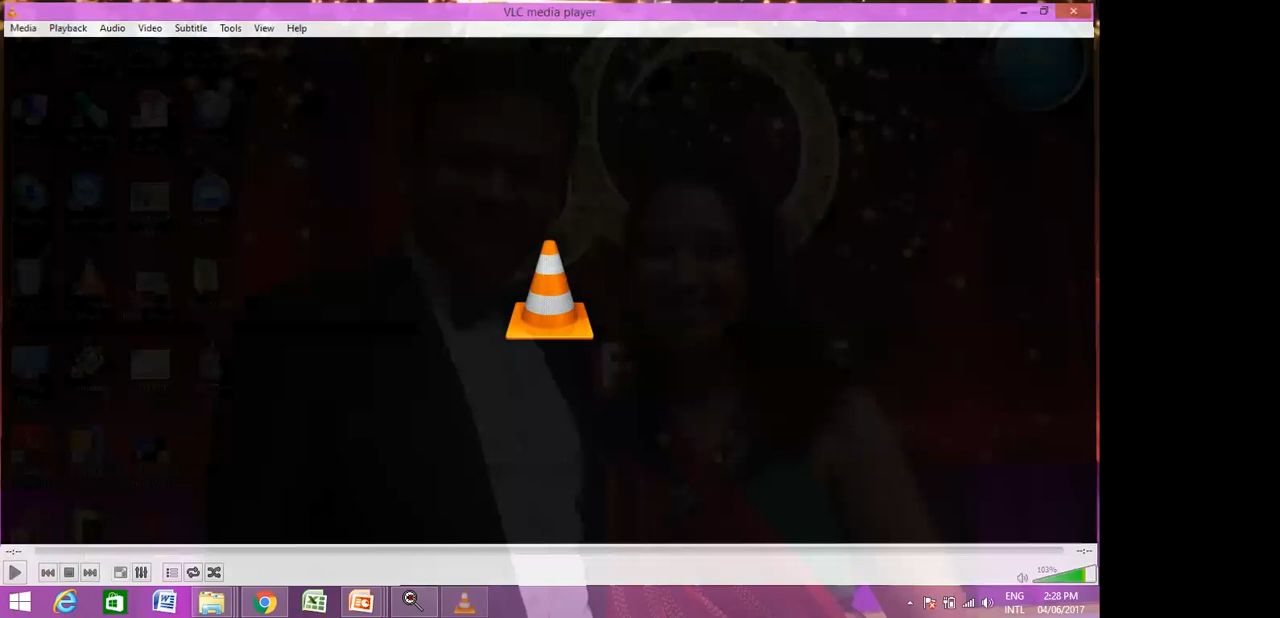 VLC media player
Media Playback Audio Video Subtitle Tools View Help
--:-- --:--
103%
ENG 2:28 PM
INTL 04/06/2017